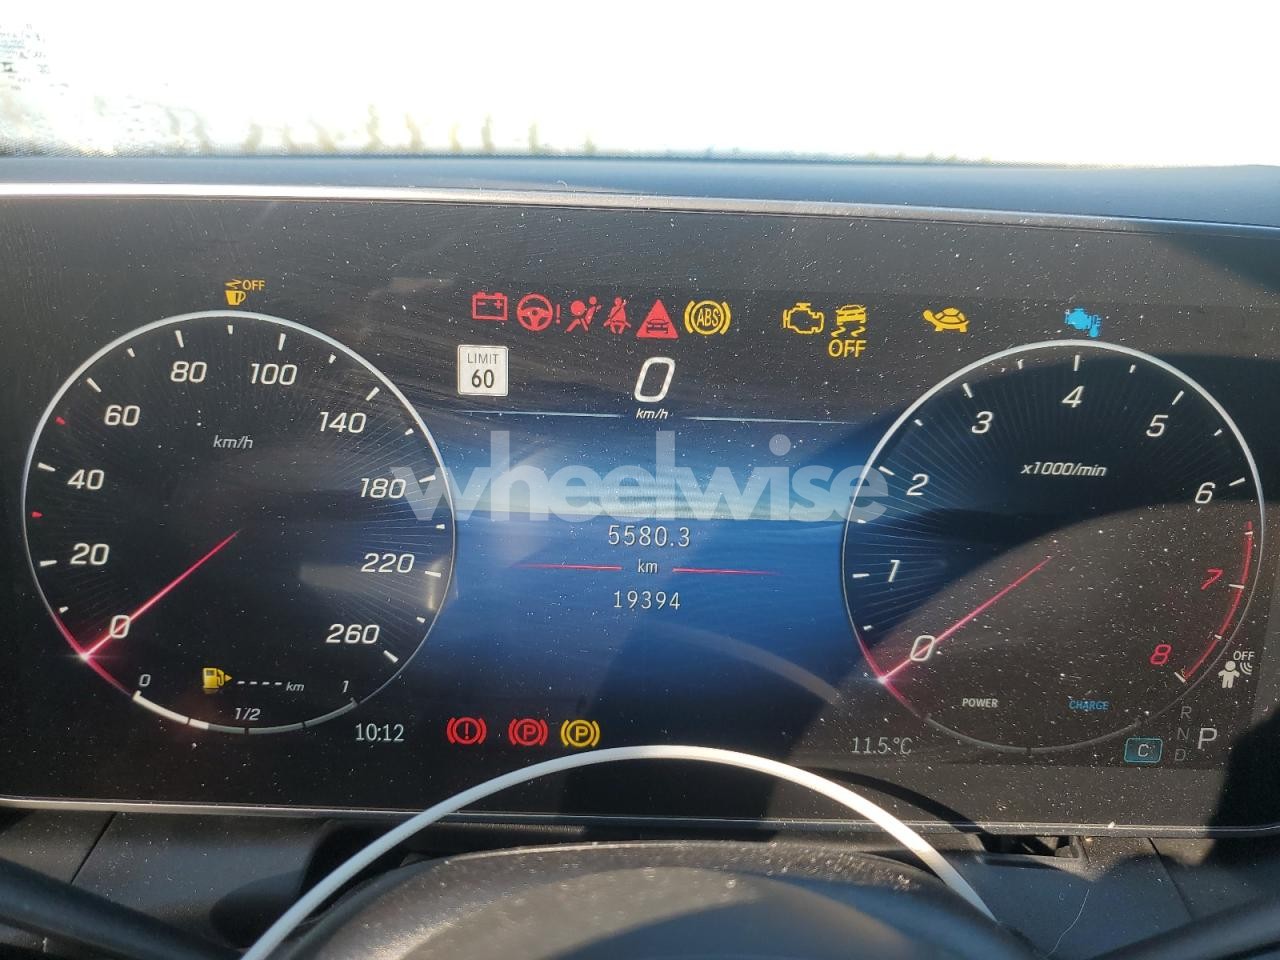 OFF
ABS
OFF
LIMIT
60
0
km/h
0
20
40
60
80
100
140
180
220
260
km/h
0
1/2
1
---- km
10:12
wheelwise
5580.3
km
19394
P
P
11.5°C
0
1
2
3
4
5
6
7
8
x1000/min
POWER
CHARGE
OFF
C
R
N
D
P